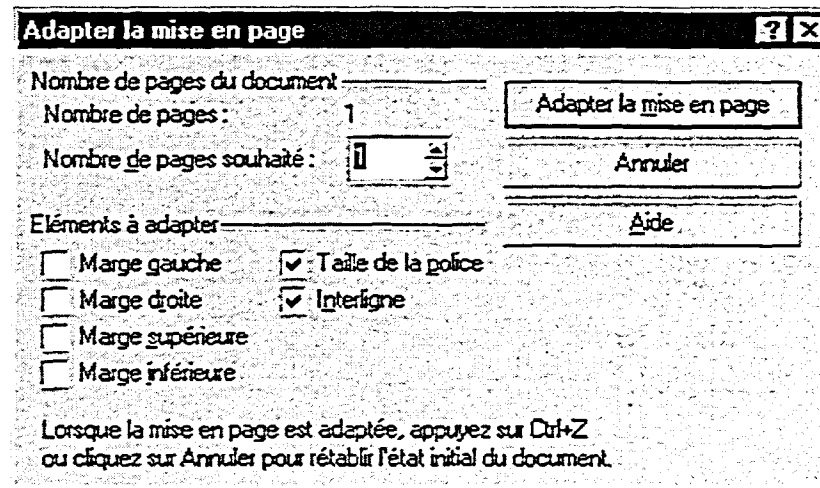 Adapter la mise en page
Nombre de pages du document
Nombre de pages : 1
Nombre de pages souhaité : 1
Adapter la mise en page
Annuler
Aide
Eléments à adapter
Marge gauche
Taille de la police
Marge droite
Interligne
Marge supérieure
Marge inférieure
Lorsque la mise en page est adaptée, appuyez sur Ctrl+Z
ou cliquez sur Annuler pour rétablir l'état initial du document.